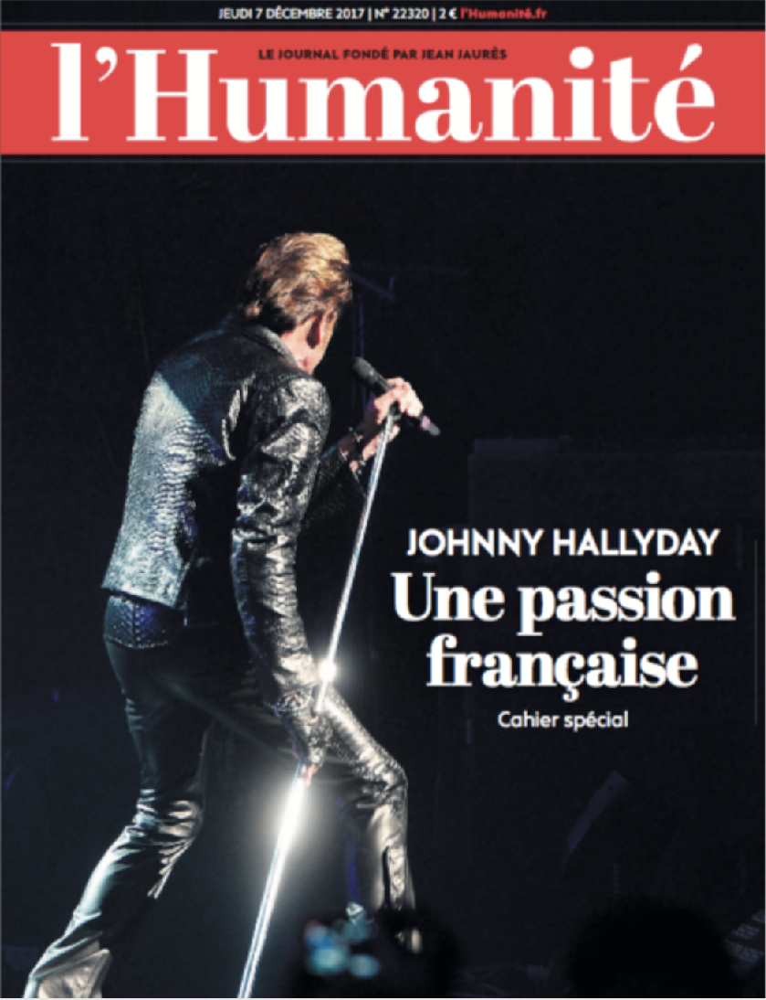 JEUDI 7 DÉCEMBRE 2017 | N° 22320 | 2 € l'Humanité.fr
LE JOURNAL FONDÉ PAR JEAN JAURÈS
l'Humanité
JOHNNY HALLYDAY
Une passion
française
Cahier spécial